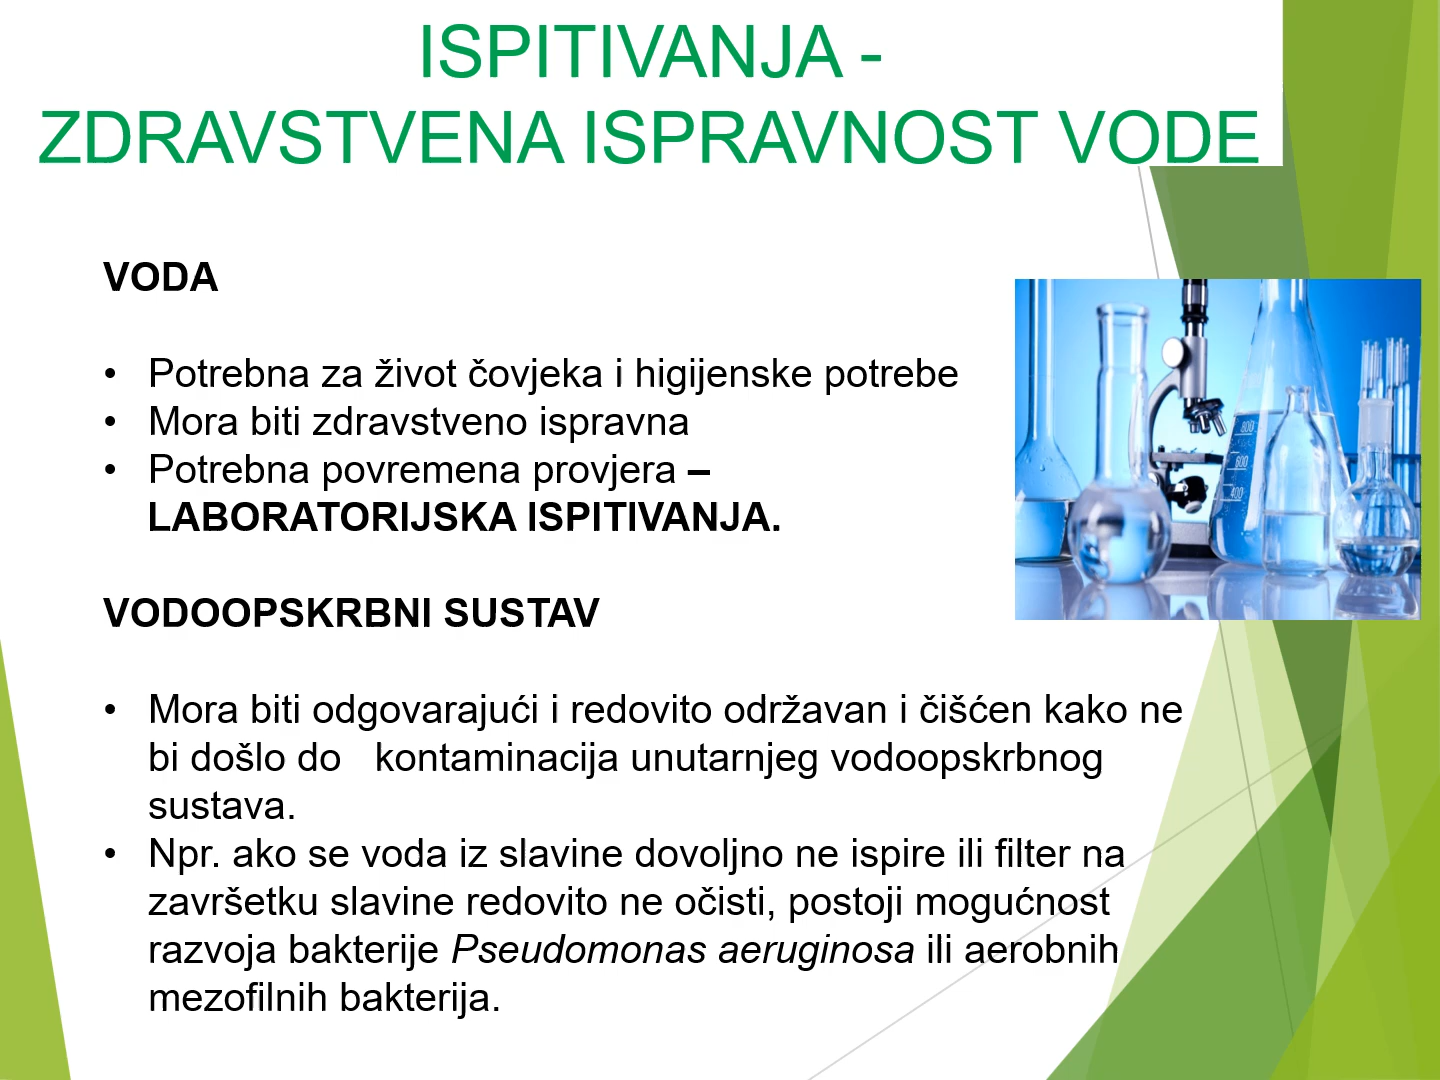 ISPITIVANJA -
ZDRAVSTVENA ISPRAVNOST VODE
VODA
• Potrebna za život čovjeka i higijenske potrebe
• Mora biti zdravstveno ispravna
• Potrebna povremena provjera –
LABORATORIJSKA ISPITIVANJA.
800
600
400
VODOOPSKRBNI SUSTAV
• Mora biti odgovarajući i redovito održavan i čišćen kako ne
bi došlo do   kontaminacija unutarnjeg vodoopskrbnog
sustava.
• Npr. ako se voda iz slavine dovoljno ne ispire ili filter na
završetku slavine redovito ne očisti, postoji mogućnost
razvoja bakterije Pseudomonas aeruginosa ili aerobnih
mezofilnih bakterija.